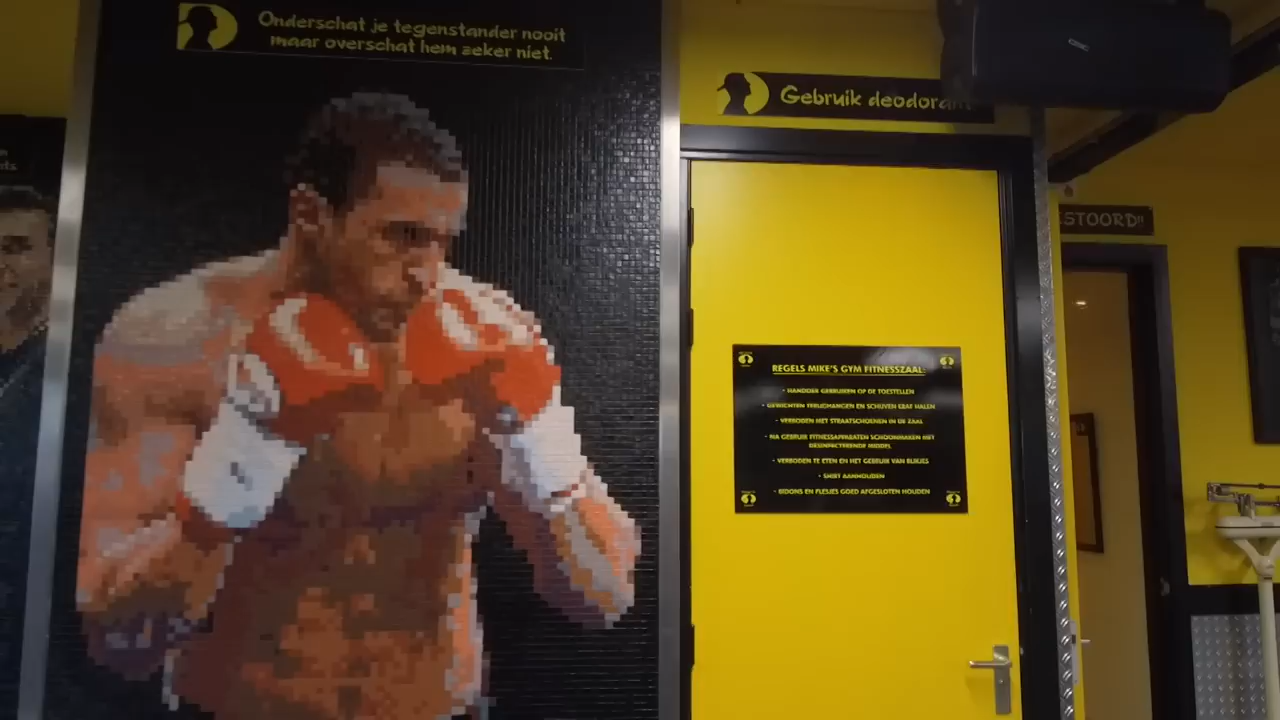 Onderschat je tegenstander nooit
maar overschat hem zeker niet.
Gebruik deodorant
ESTOORD!!
REGELS MIKE'S GYM FITNESSZAAL:
- HANDDOEK GEBRUIKEN OP DE TOESTELLEN
- GEWICHTEN TERUGHANGEN EN SCHIJVEN ERAF HALEN
- VERBODEN MET STRAATSCHOENEN IN DE ZAAL
- NA GEBRUIK FITNESSAPPARATEN SCHOONMAKEN MET
DESINFECTERENDE MIDDEL
- VERBODEN TE ETEN EN HET GEBRUIK VAN BLIKJES
- SHIRT AANHOUDEN
- BIDONS EN FLESJES GOED AFGESLOTEN HOUDEN